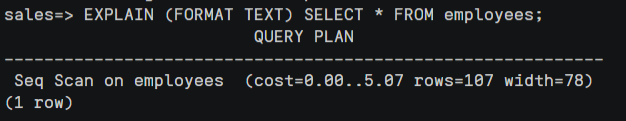 sales=> EXPLAIN (FORMAT TEXT) SELECT * FROM employees;
QUERY PLAN
-----------------------------------------------------------
Seq Scan on employees  (cost=0.00..5.07 rows=107 width=78)
(1 row)